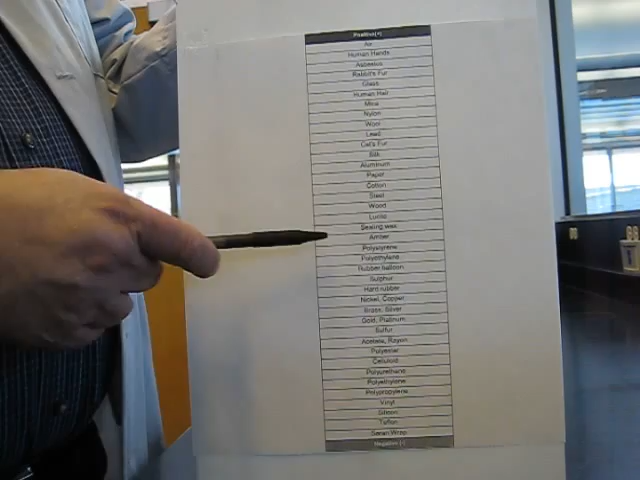 Positive(+)
Air
Human Hands
Asbestos
Rabbit's Fur
Glass
Human Hair
Mica
Nylon
Wool
Lead
Cat's Fur
Silk
Aluminum
Paper
Cotton
Steel
Wood
Lucite
Sealing wax
Amber
Polystyrene
Polyethylene
Rubber balloon
Sulphur
Hard rubber
Nickel, Copper
Brass, Silver
Gold, Platinum
Sulfur
Acetate, Rayon
Polyester
Celluloid
Polyurethane
Polyethylene
Polypropylene
Vinyl
Silicon
Teflon
Saran Wrap
Negative (-)